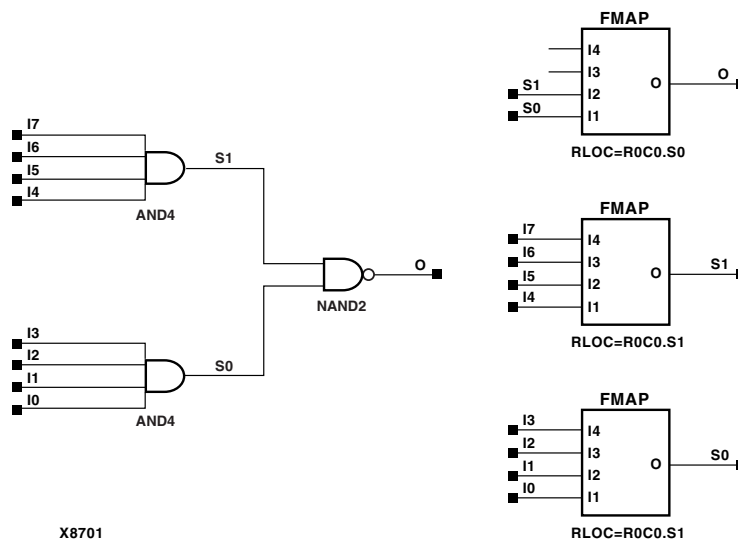 I7
I6
I5
I4
AND4
S1
I3
I2
I1
I0
AND4
S0
NAND2
O
X8701
FMAP
I4
I3
S1 I2
S0 I1
O O
RLOC=R0C0.S0
FMAP
I7 I4
I6 I3
I5 I2
I4 I1
O S1
RLOC=R0C0.S1
FMAP
I3 I4
I2 I3
I1 I2
I0 I1
O S0
RLOC=R0C0.S1